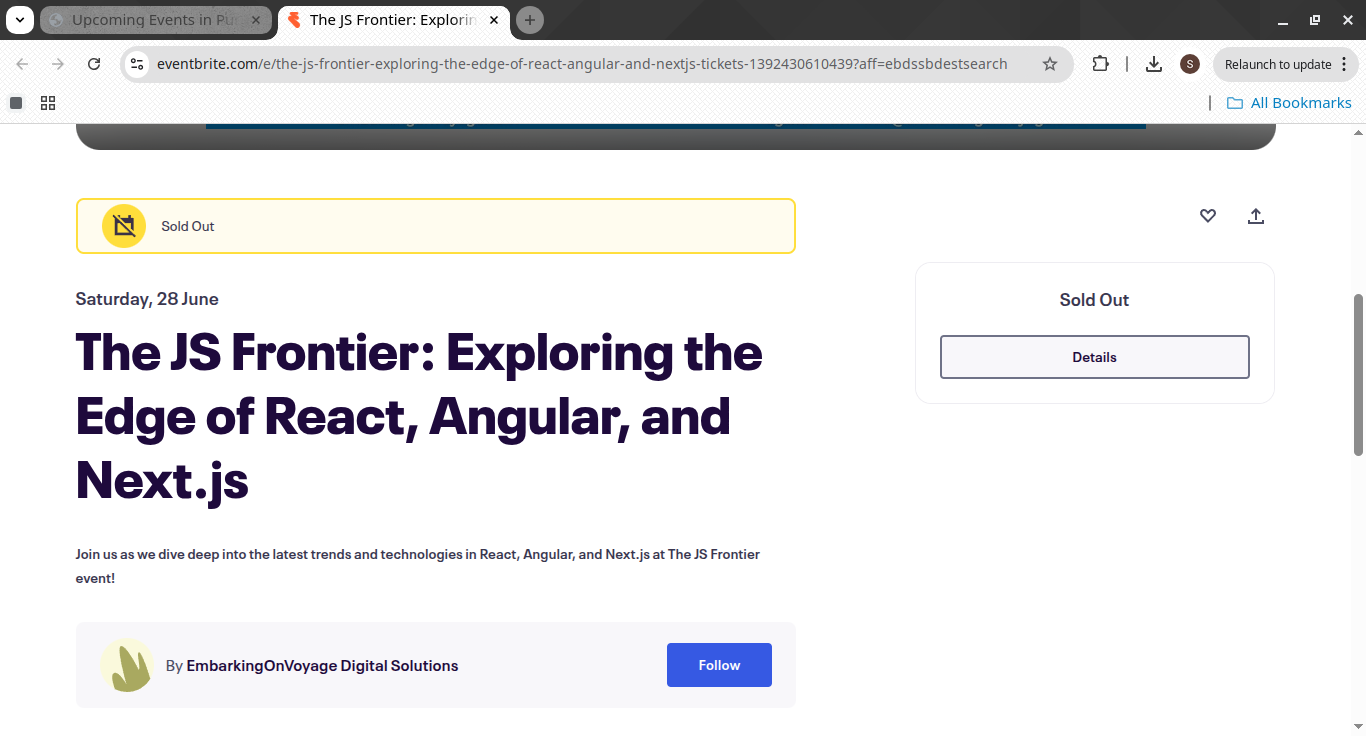 Upcoming Events in Pu
The JS Frontier: Explorin
eventbrite.com/e/the-js-frontier-exploring-the-edge-of-react-angular-and-nextjs-tickets-1392430610439?aff=ebdssbdestsearch
S
Relaunch to update
All Bookmarks
Sold Out
Saturday, 28 June
The JS Frontier: Exploring the
Edge of React, Angular, and
Next.js
Join us as we dive deep into the latest trends and technologies in React, Angular, and Next.js at The JS Frontier
event!
By EmbarkingOnVoyage Digital Solutions
Follow
Sold Out
Details